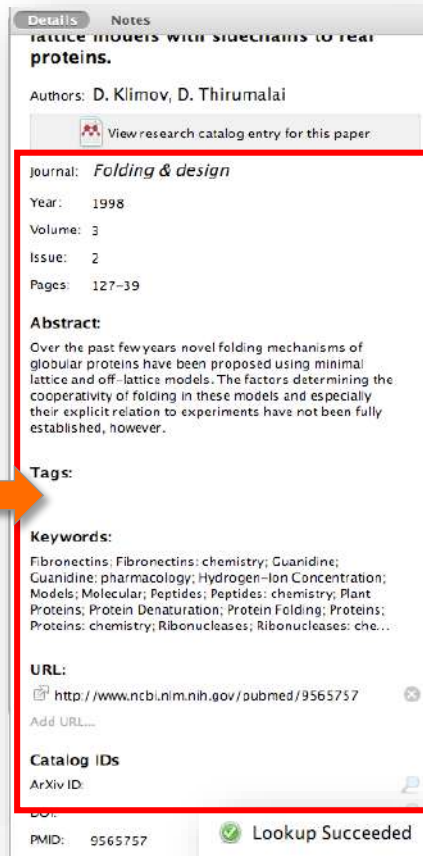 Details Notes
lattice models with sidechains to real
proteins.
Authors: D. Klimov, D. Thirumalai
View research catalog entry for this paper
Journal: Folding & design
Year: 1998
Volume: 3
Issue: 2
Pages: 127–39
Abstract:
Over the past few years novel folding mechanisms of
globular proteins have been proposed using minimal
lattice and off–lattice models. The factors determining the
cooperativity of folding in these models and especially
their explicit relation to experiments have not been fully
established, however.
Tags:
Keywords:
Fibronectins; Fibronectins: chemistry; Guanidine;
Guanidine: pharmacology; Hydrogen–Ion Concentration;
Models; Molecular; Peptides; Peptides: chemistry; Plant
Proteins; Protein Denaturation; Protein Folding; Proteins;
Proteins: chemistry; Ribonucleases; Ribonucleases: che...
URL:
http://www.ncbi.nlm.nih.gov/pubmed/9565757
Add URL...
Catalog IDs
ArXiv ID:
DOI:
PMID: 9565757
Lookup Succeeded